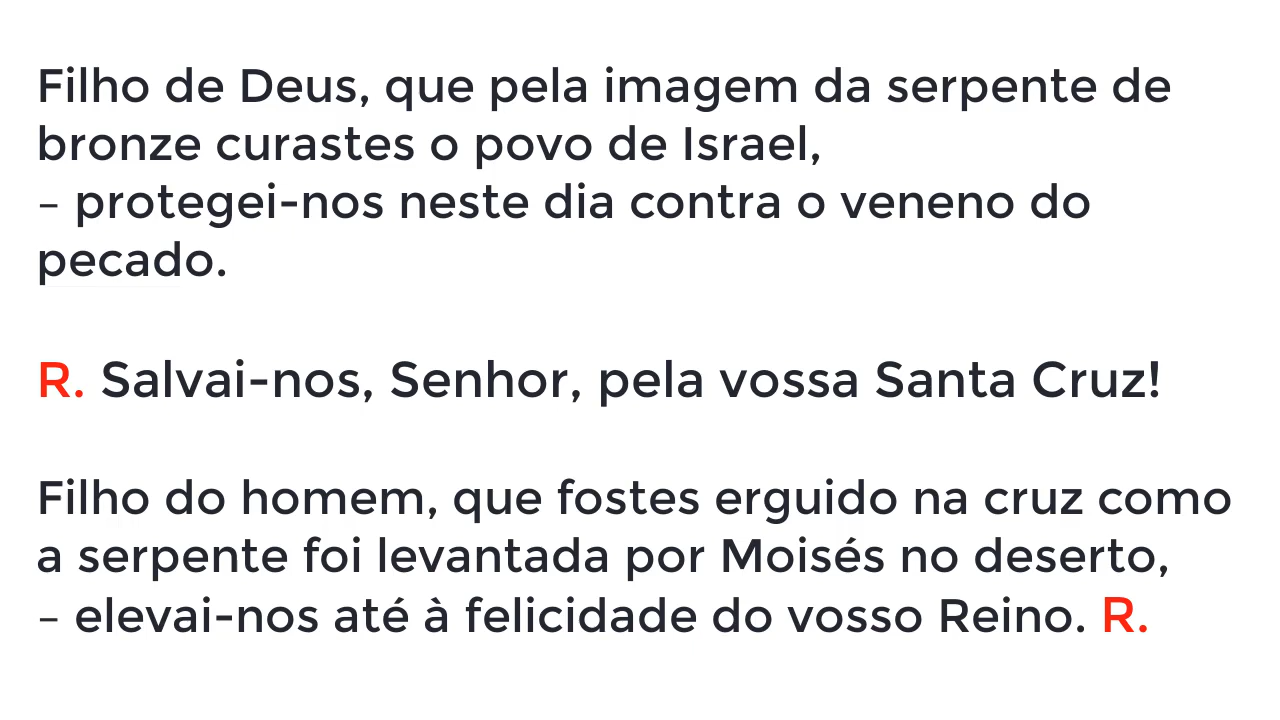 Filho de Deus, que pela imagem da serpente de
bronze curastes o povo de Israel,
– protegei-nos neste dia contra o veneno do
pecado.
R. Salvai-nos, Senhor, pela vossa Santa Cruz!
Filho do homem, que fostes erguido na cruz como
a serpente foi levantada por Moisés no deserto,
– elevai-nos até à felicidade do vosso Reino. R.